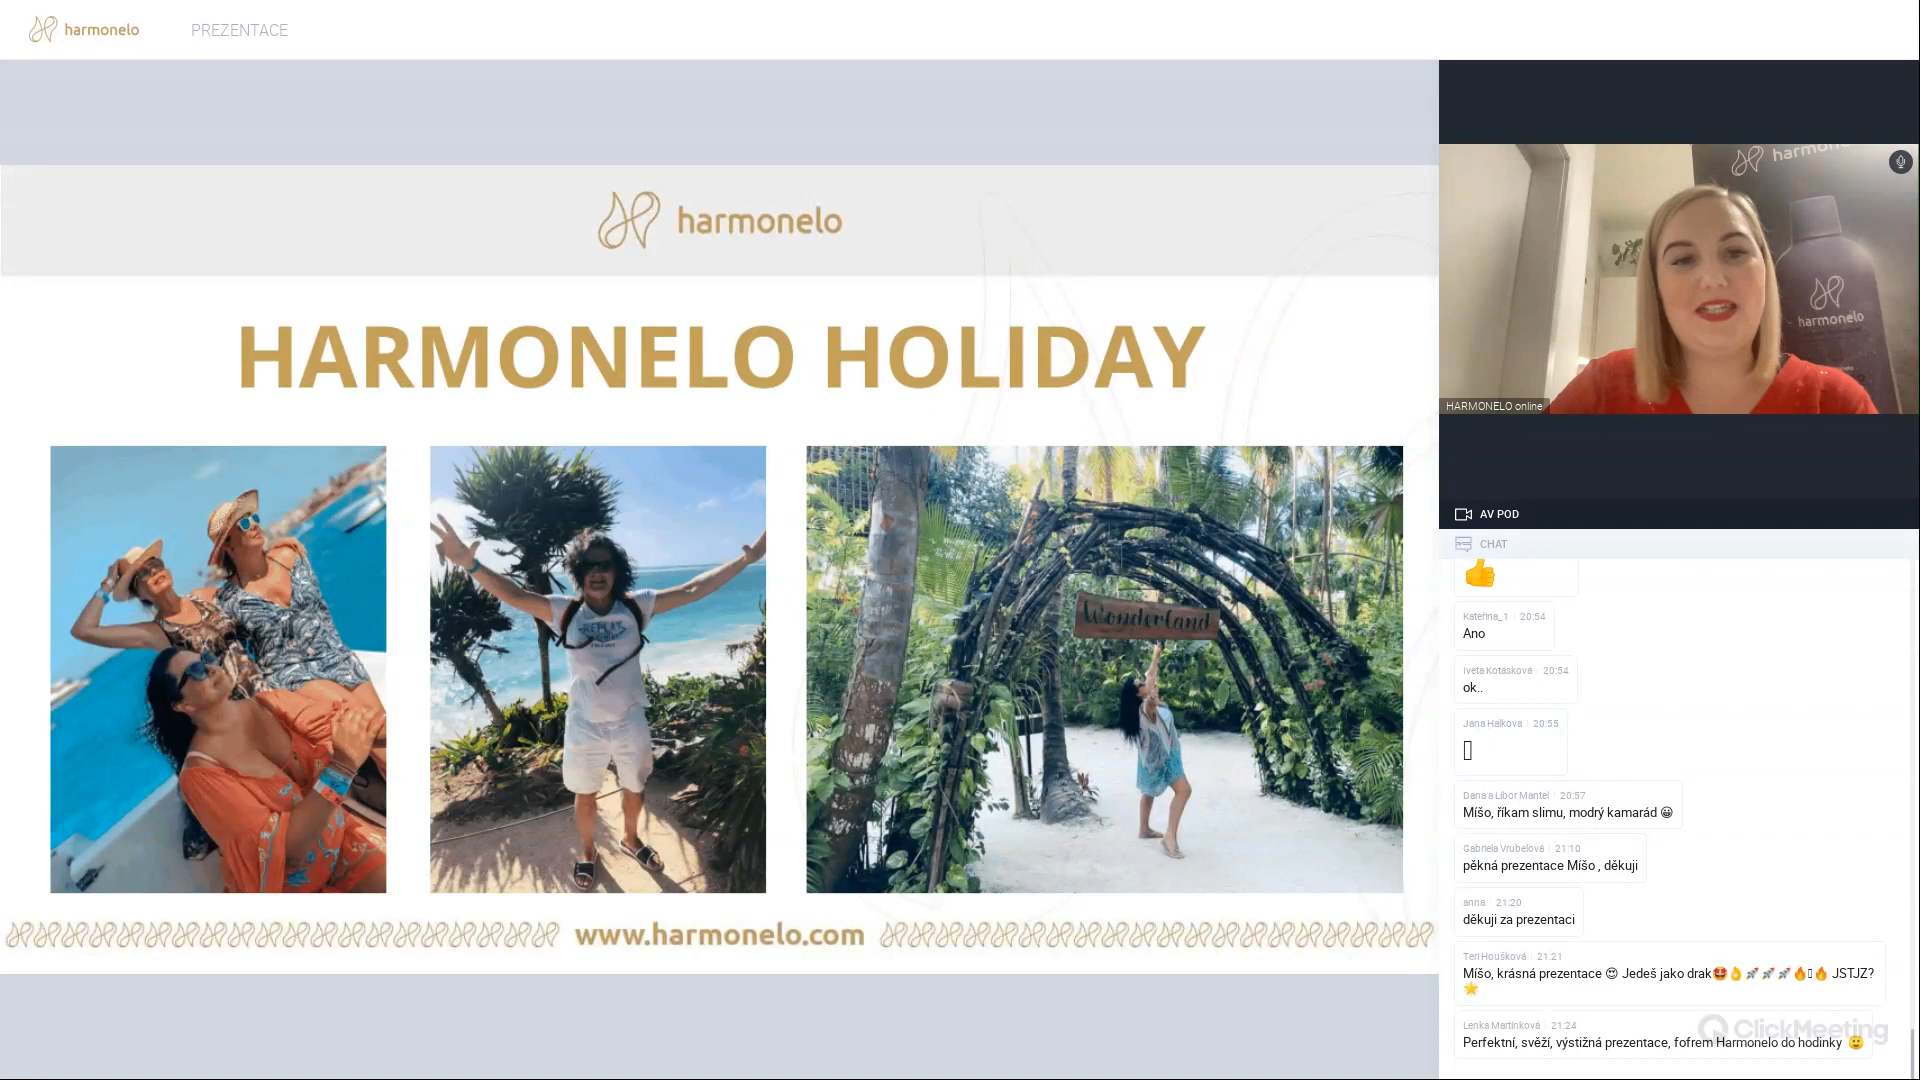 harmonelo
PREZENTACE
harmonelo
HARMONELO HOLIDAY
Wonderland
www.harmonelo.com
harmonelo
harmonelo
HARMONELO online
AV POD
CHAT
👍
Kateřina_1 20:54
Ano
Iveta Kotásková 20:54
ok..
Jana Halkova 20:55
Dana a Libor Mantel 20:57
Míšo, říkam slimu, modrý kamarád 😀
Gabriela Vrubelová 21:10
pěkná prezentace Míšo , děkuji
anna 21:20
děkuji za prezentaci
Teri Houšková 21:21
Míšo, krásná prezentace 😍 Jedeš jako drak🤩👌🚀🚀🚀🔥🔥 JSTJZ?
🌟
Lenka Martinková 21:24
Perfektní, svěží, výstižná prezentace, fofrem Harmonelo do hodinky 🙂
ClickMeeting